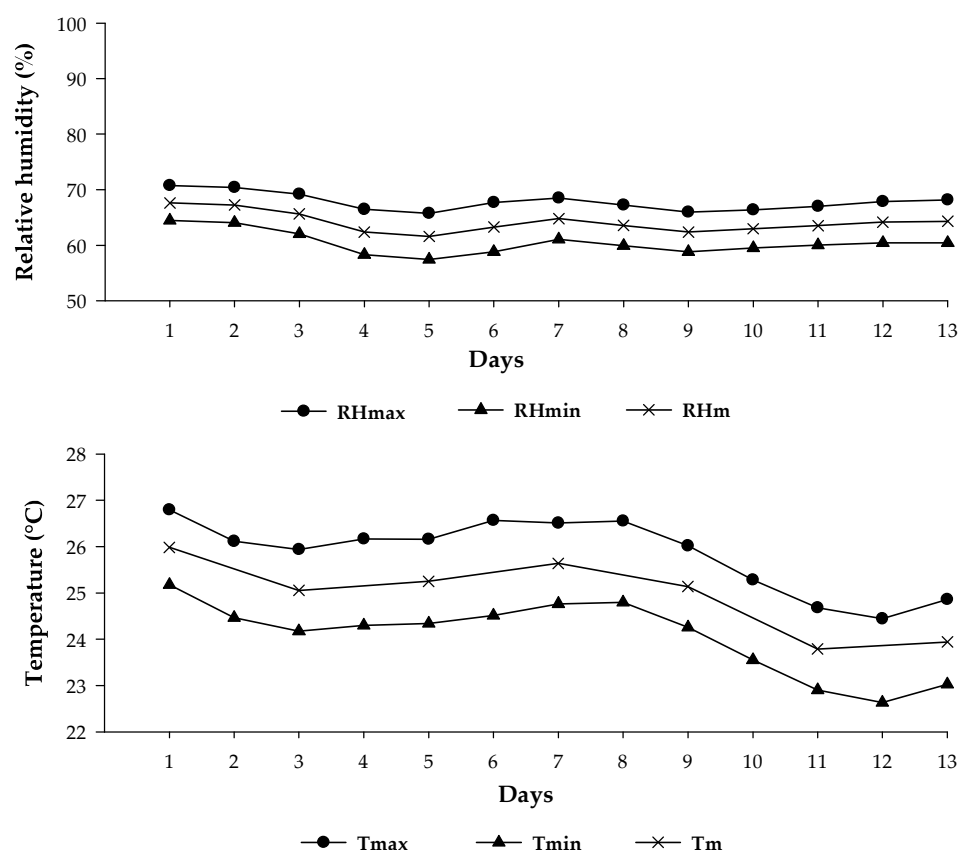 100
90
80
70
60
50
Relative humidity (%)
1 2 3 4 5 6 7 8 9 10 11 12 13
Days
RHmax RHmin RHm
28
27
26
25
24
23
22
Temperature (°C)
1 2 3 4 5 6 7 8 9 10 11 12 13
Days
Tmax Tmin Tm